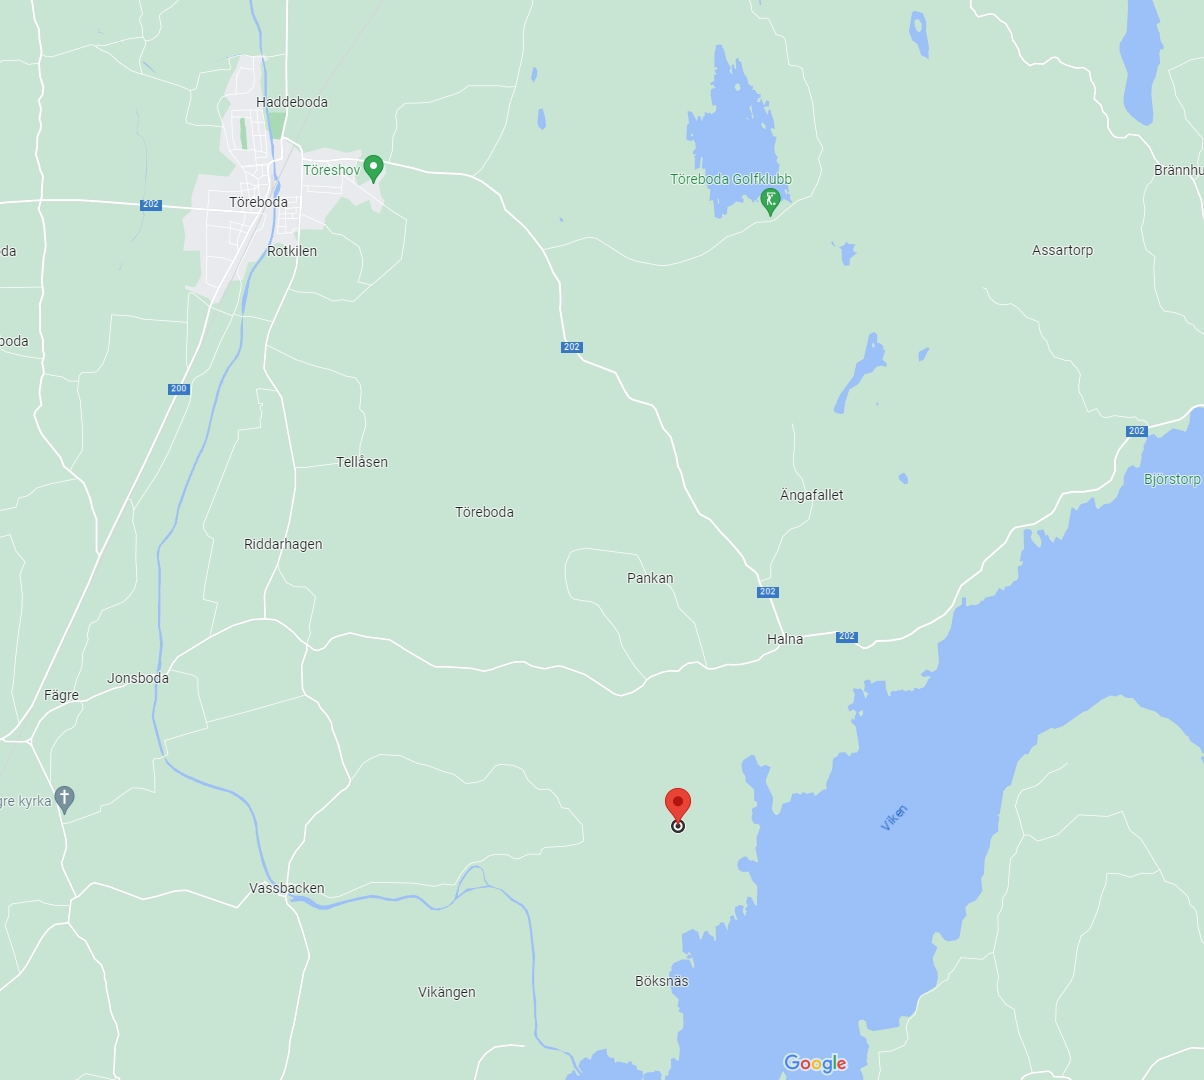 Haddeboda
Töreshov
Töreboda Golfklubb
Brännhu
202
Töreboda
da
Rotkilen
Assartorp
boda
202
200
202
Tellåsen
Björstorp
Ängafallet
Töreboda
Riddarhagen
Pankan
202
Halna
202
Jonsboda
Fägre
gre kyrka
Viken
Vassbacken
Böksnäs
Vikängen
Google